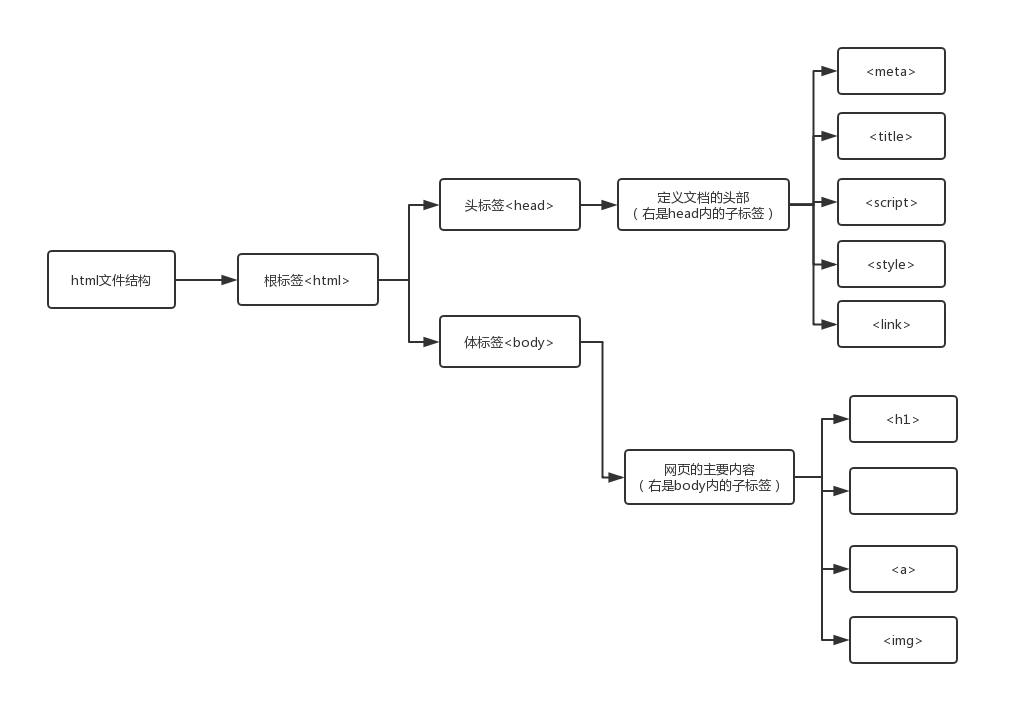 html文件结构
根标签<html>
头标签<head>
体标签<body>
定义文档的头部
（右是head内的子标签）
<meta>
<title>
<script>
<style>
<link>
网页的主要内容
（右是body内的子标签）
<h1>
<a>
<img>